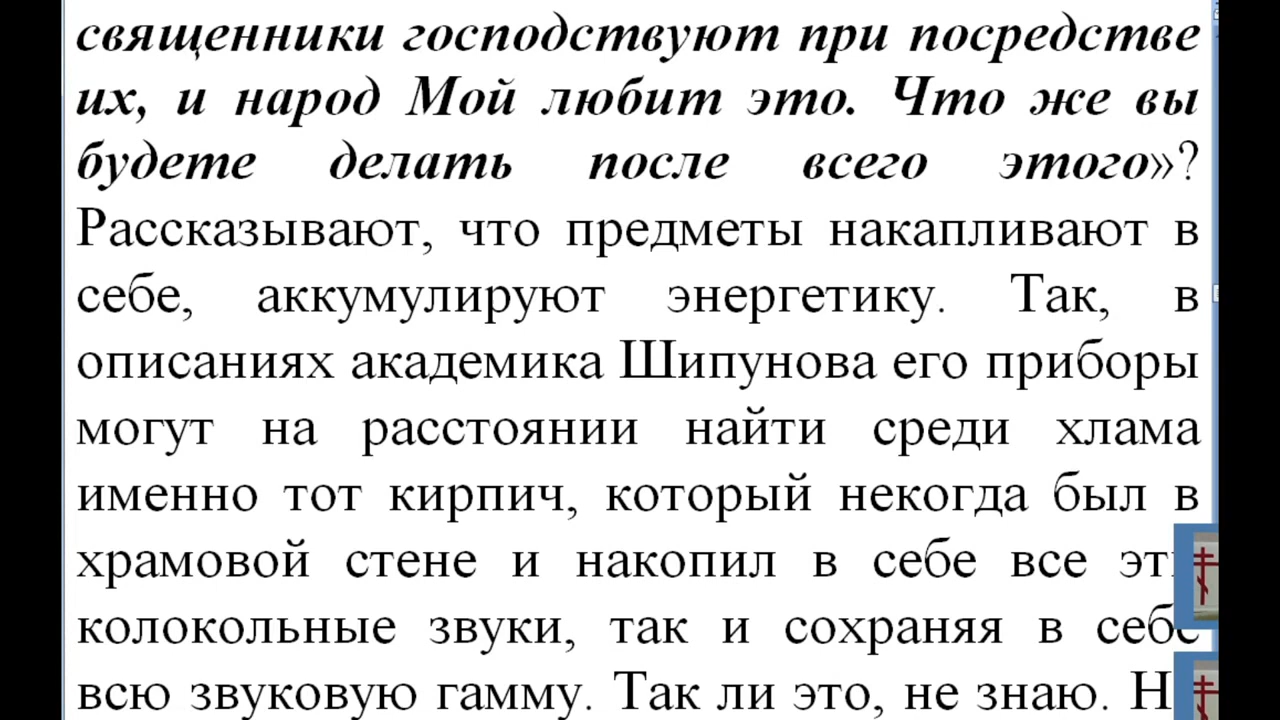 священники господствуют при посредстве
их, и народ Мой любит это. Что же вы
будете делать после всего этого»?
Рассказывают, что предметы накапливают в
себе, аккумулируют энергетику. Так, в
описаниях академика Шипунова его приборы
могут на расстоянии найти среди хлама
именно тот кирпич, который некогда был в
храмовой стене и накопил в себе все
колокольные звуки, так и сохраняя в себе
всю звуковую гамму. Так ли это, не знаю.